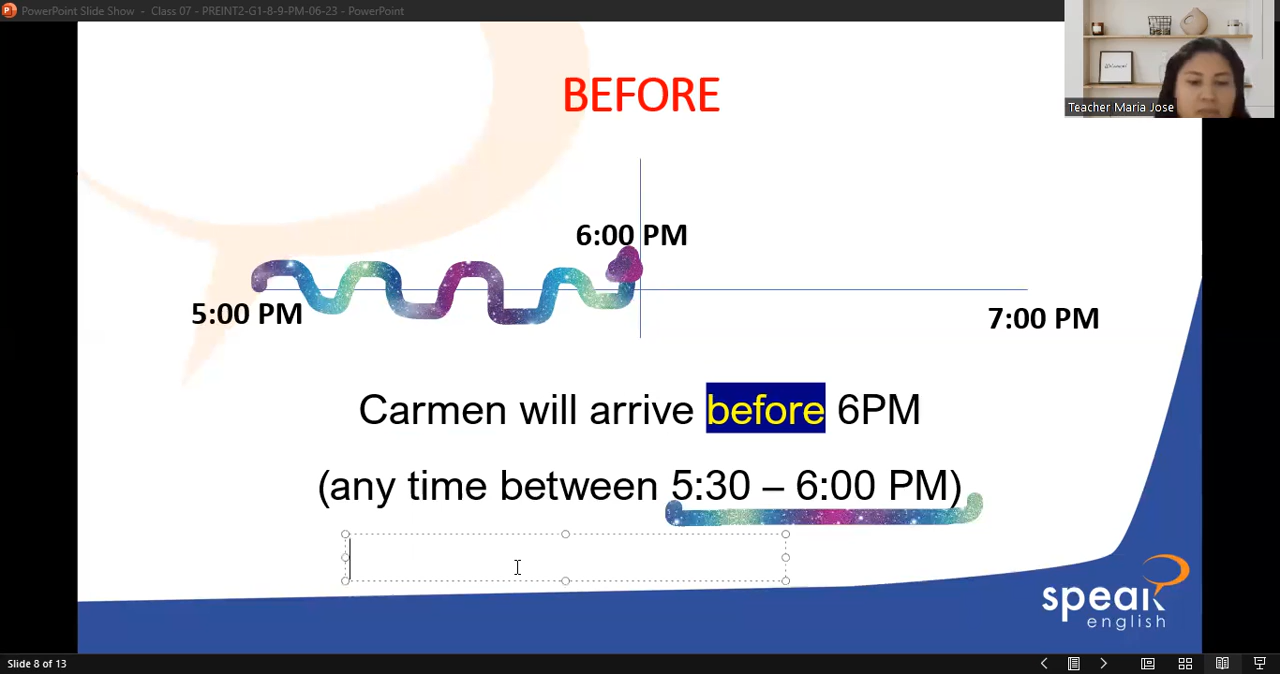 PowerPoint Slide Show - Class 07 - PREINT2-G1-8-9-PM-06-23 - PowerPoint
BEFORE
Teacher Maria Jose
6:00 PM
5:00 PM
7:00 PM
Carmen will arrive before 6PM
(any time between 5:30 – 6:00 PM)
speak
english
Slide 8 of 13